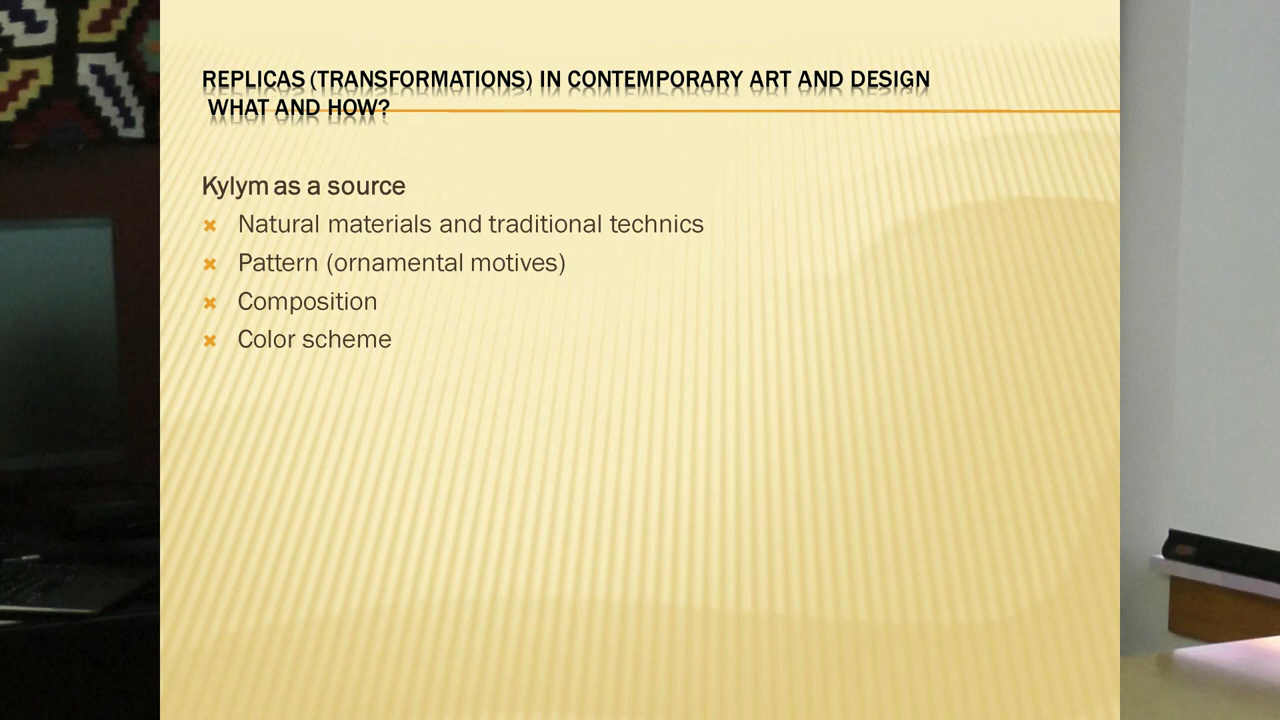 REPLICAS (TRANSFORMATIONS) IN CONTEMPORARY ART AND DESIGN
WHAT AND HOW?
Kylym as a source
Natural materials and traditional technics
Pattern (ornamental motives)
Composition
Color scheme